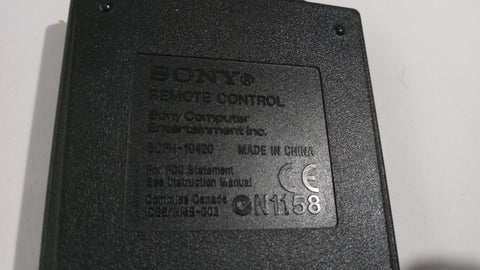 SONY®
REMOTE CONTROL
Sony Computer
Entertainment Inc.
SCPH-10420 MADE IN CHINA
For FCC Statement
See Instruction Manual
CE
Complies Canada
ICES/NMB-003
N1158